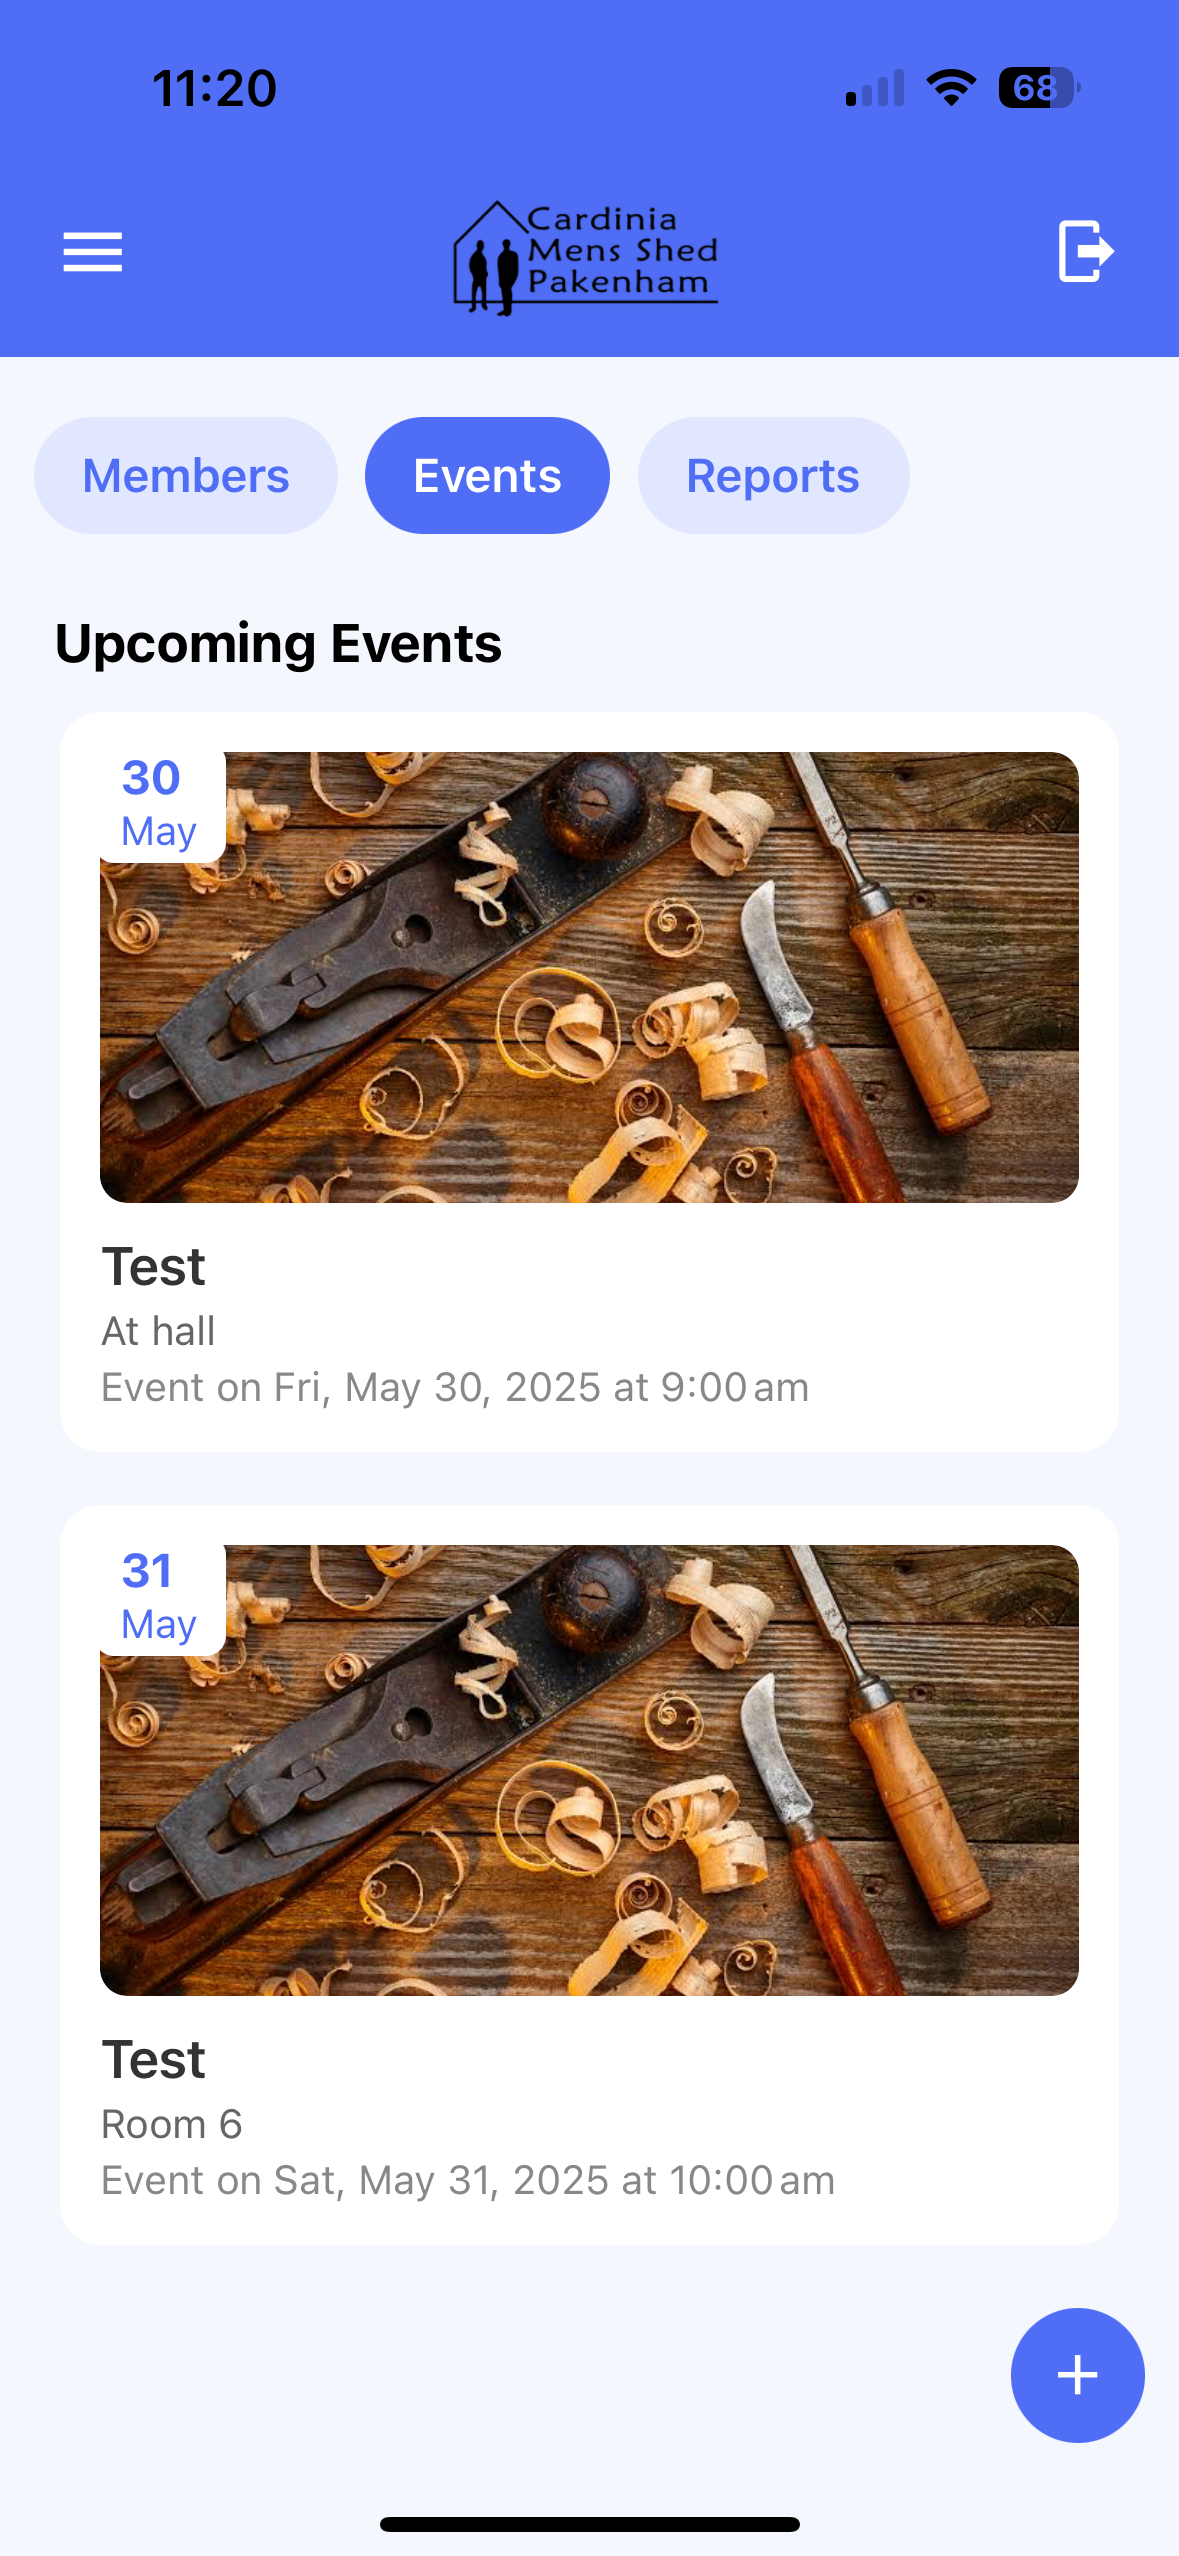 11:20
68
Cardinia
Mens Shed
Pakenham
Members
Events
Reports
Upcoming Events
30
May
Test
At hall
Event on Fri, May 30, 2025 at 9:00 am
31
May
Test
Room 6
Event on Sat, May 31, 2025 at 10:00 am
+